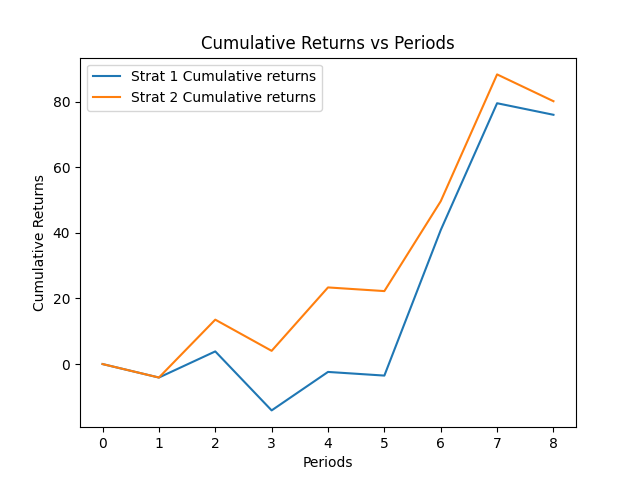 Cumulative Returns vs Periods
Strat 1 Cumulative returns
Strat 2 Cumulative returns
Cumulative Returns
80
60
40
20
0
0 1 2 3 4 5 6 7 8
Periods